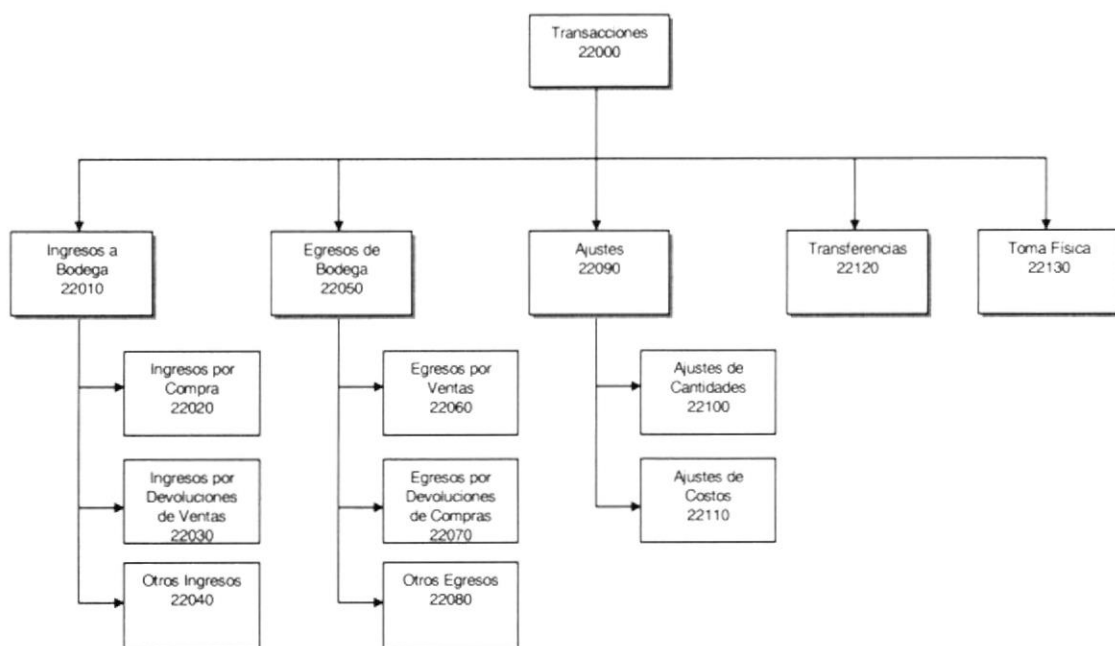 Transacciones
22000
Ingresos a
Bodega
22010
Egresos de
Bodega
22050
Ajustes
22090
Transferencias
22120
Toma Física
22130
Ingresos por
Compra
22020
Egresos por
Ventas
22060
Ajustes de
Cantidades
22100
Ingresos por
Devoluciones
de Ventas
22030
Egresos por
Devoluciones
de Compras
22070
Ajustes de
Costos
22110
Otros Ingresos
22040
Otros Egresos
22080